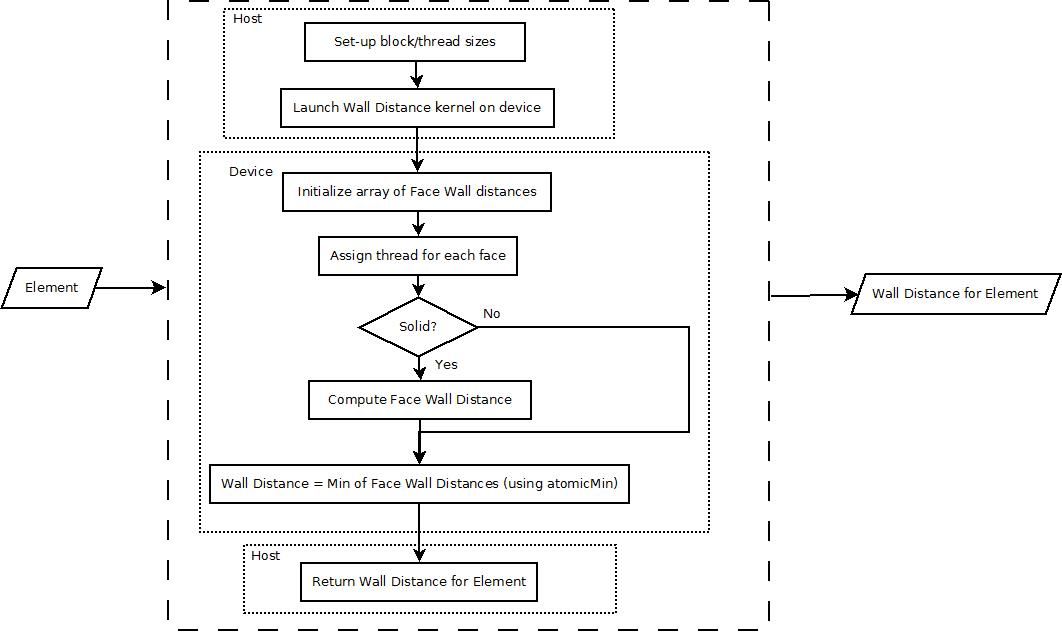 Host
Set-up block/thread sizes
Launch Wall Distance kernel on device
Device
Initialize array of Face Wall distances
Assign thread for each face
Element
Wall Distance for Element
Solid?
No
Yes
Compute Face Wall Distance
Wall Distance = Min of Face Wall Distances (using atomicMin)
Host
Return Wall Distance for Element